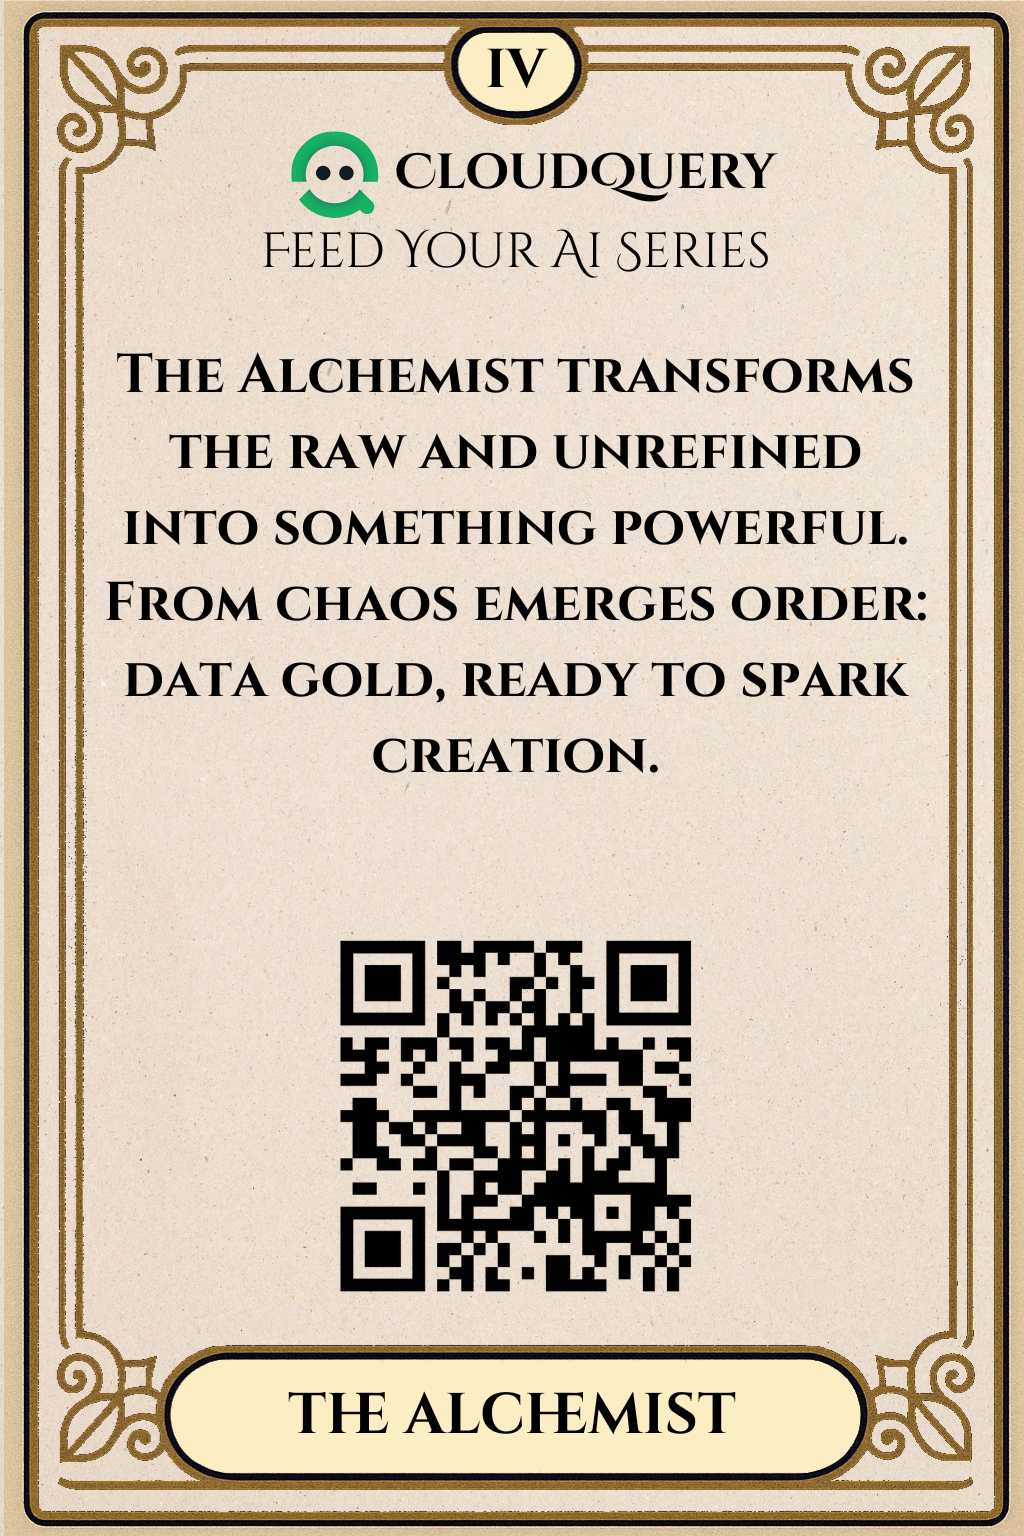 IV
CloudQuery
Feed Your AI Series
The Alchemist transforms
the raw and unrefined
into something powerful.
From chaos emerges order:
data gold, ready to spark
creation.
THE ALCHEMIST